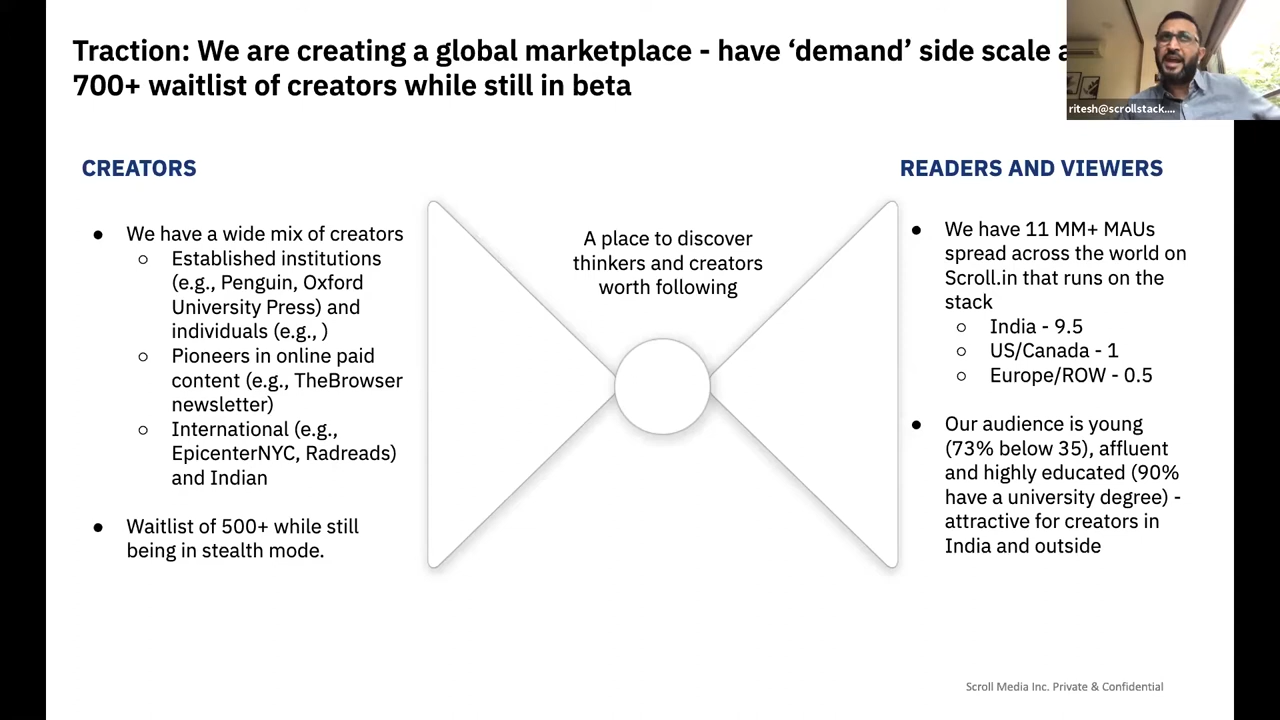 Traction: We are creating a global marketplace - have ‘demand’ side scale
700+ waitlist of creators while still in beta
ritesh@scrollstack....
CREATORS
● We have a wide mix of creators
○ Established institutions
(e.g., Penguin, Oxford
University Press) and
individuals (e.g., )
○ Pioneers in online paid
content (e.g., TheBrowser
newsletter)
○ International (e.g.,
EpicenterNYC, Radreads)
and Indian
● Waitlist of 500+ while still
being in stealth mode.
A place to discover
thinkers and creators
worth following
READERS AND VIEWERS
● We have 11 MM+ MAUs
spread across the world on
Scroll.in that runs on the
stack
○ India - 9.5
○ US/Canada - 1
○ Europe/ROW - 0.5
● Our audience is young
(73% below 35), affluent
and highly educated (90%
have a university degree) -
attractive for creators in
India and outside
Scroll Media Inc. Private & Confidential